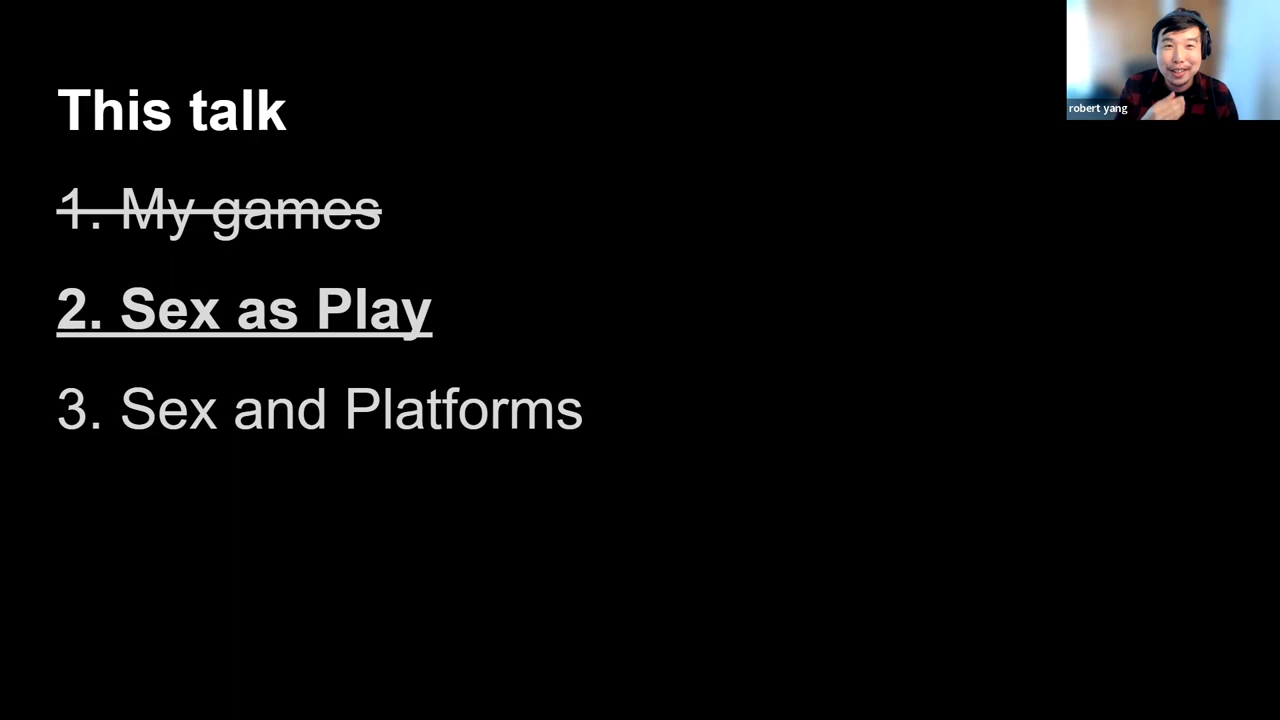 This talk
1. My games
2. Sex as Play
3. Sex and Platforms
robert yang